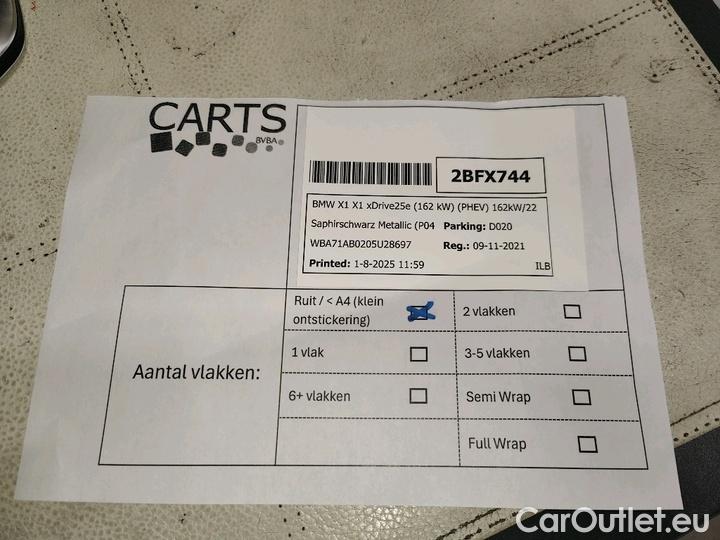 CARTS
BVBA
2BFX744
BMW X1 X1 xDrive25e (162 kW) (PHEV) 162kW/22
Saphirschwarz Metallic (P04 Parking: D020
WBA71AB0205U28697 Reg.: 09-11-2021
Printed: 1-8-2025 11:59 ILB
Aantal vlakken:
Ruit / < A4 (klein
ontstickering)
2 vlakken
1 vlak
3-5 vlakken
6+ vlakken
Semi Wrap
Full Wrap
CarOutlet.eu